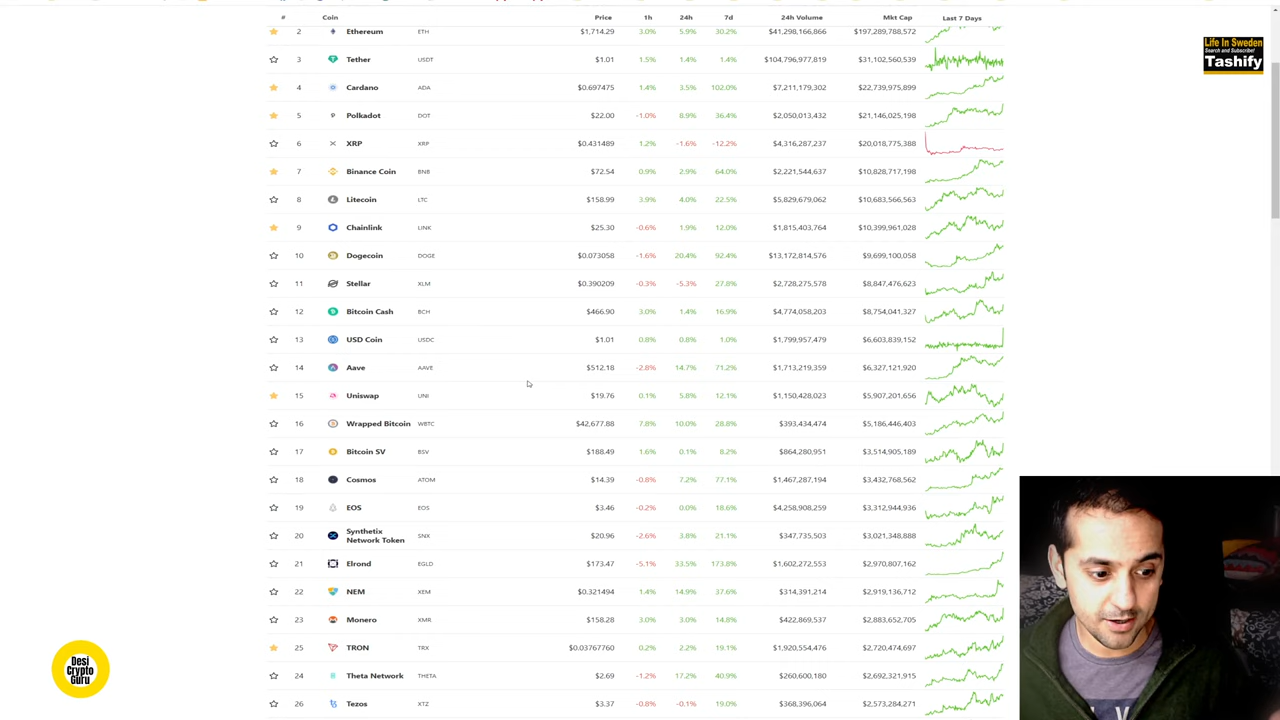 # Coin Price 1h 24h 7d 24h Volume Mkt Cap Last 7 Days
2 Ethereum ETH $1,714.29 3.0% 5.9% 30.2% $41,298,166,866 $197,289,788,572
3 Tether USDT $1.01 1.5% 1.4% 1.4% $104,796,977,819 $31,102,560,539
4 Cardano ADA $0.697475 1.4% 3.5% 102.0% $7,211,179,302 $22,739,975,899
5 Polkadot DOT $22.00 -1.0% 8.9% 36.4% $2,050,013,432 $21,146,025,198
6 XRP XRP $0.431489 1.2% -1.6% -12.2% $4,316,287,237 $20,018,775,388
7 Binance Coin BNB $72.54 0.9% 2.9% 64.0% $2,221,544,637 $10,828,717,198
8 Litecoin LTC $158.99 3.9% 4.0% 22.5% $5,829,679,062 $10,683,566,563
9 Chainlink LINK $25.30 -0.6% 1.9% 12.0% $1,815,403,764 $10,399,961,028
10 Dogecoin DOGE $0.073058 -1.6% 20.4% 92.4% $13,172,814,576 $9,699,100,058
11 Stellar XLM $0.390209 -0.3% -5.3% 27.8% $2,728,275,578 $8,847,476,623
12 Bitcoin Cash BCH $466.90 3.0% 1.4% 16.9% $4,774,058,203 $8,754,041,327
13 USD Coin USDC $1.01 0.8% 0.8% 1.0% $1,799,957,479 $6,603,839,152
14 Aave AAVE $512.18 -2.8% 14.7% 71.2% $1,713,219,359 $6,327,121,920
15 Uniswap UNI $19.76 0.1% 5.8% 12.1% $1,150,428,023 $5,907,201,656
16 Wrapped Bitcoin WBTC $42,677.88 7.8% 10.0% 28.8% $393,434,474 $5,186,446,403
17 Bitcoin SV BSV $188.49 1.6% 0.1% 8.2% $864,280,951 $3,514,905,189
18 Cosmos ATOM $14.39 -0.8% 7.2% 77.1% $1,467,287,194 $3,432,768,562
19 EOS EOS $3.46 -0.2% 0.0% 18.6% $4,258,908,259 $3,312,944,936
20 Synthetix Network Token SNX $20.96 -2.6% 3.8% 21.1% $347,735,503 $3,021,348,888
21 Elrond EGLD $173.47 -5.1% 33.5% 173.8% $1,602,272,553 $2,970,807,162
22 NEM XEM $0.321494 1.4% 14.9% 37.6% $314,391,214 $2,919,136,712
23 Monero XMR $158.28 3.0% 3.0% 14.8% $422,869,537 $2,883,652,705
25 TRON TRX $0.03767760 0.2% 2.2% 19.1% $1,920,554,476 $2,720,474,697
24 Theta Network THETA $2.69 -1.2% 17.2% 40.9% $260,600,180 $2,692,321,915
26 Tezos XTZ $3.37 -0.8% -0.1% 19.0% $368,396,064 $2,573,284,271
Life In Sweden
Search and Subscribe!
Tashify
Desi
Crypto
Guru